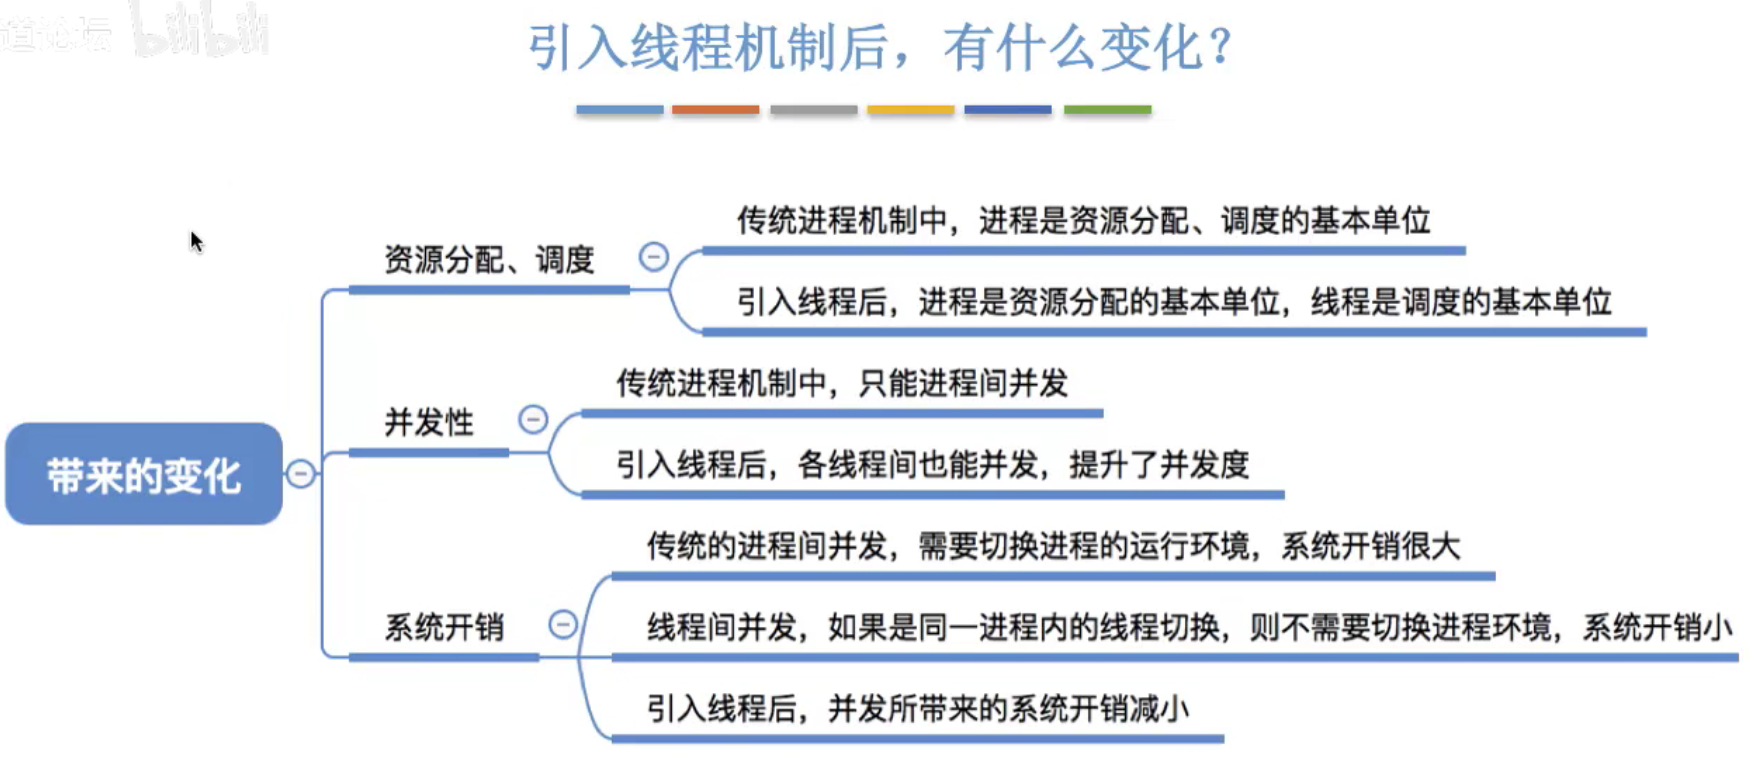 道论坛 bilibili
引入线程机制后，有什么变化？
传统进程机制中，进程是资源分配、调度的基本单位
资源分配、调度
引入线程后，进程是资源分配的基本单位，线程是调度的基本单位
传统进程机制中，只能进程间并发
并发性
引入线程后，各线程间也能并发，提升了并发度
带来的变化
传统的进程间并发，需要切换进程的运行环境，系统开销很大
系统开销
线程间并发，如果是同一进程内的线程切换，则不需要切换进程环境，系统开销小
引入线程后，并发所带来的系统开销减小